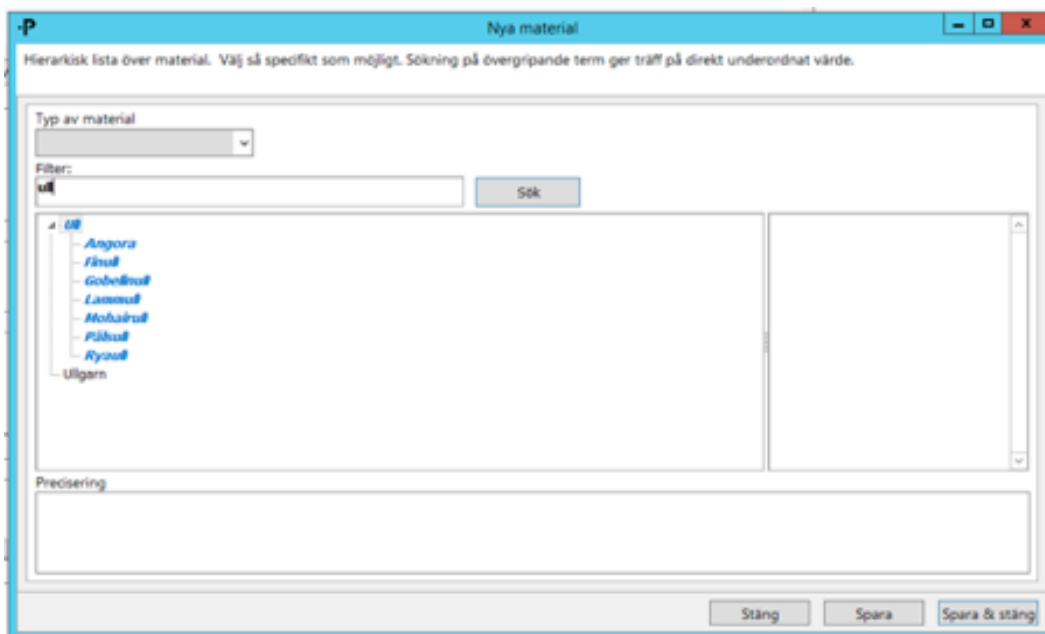 ·P
Nya material
Hierarkisk lista över material. Välj så specifikt som möjligt. Sökning på övergripande term ger träff på direkt underordnat värde.
Typ av material
Filter:
ull
Sök
Ull
Angora
Finull
Gobelinull
Lammull
Mohairull
Pälsull
Ryaull
Ullgarn
Precisering
Stäng
Spara
Spara & stäng